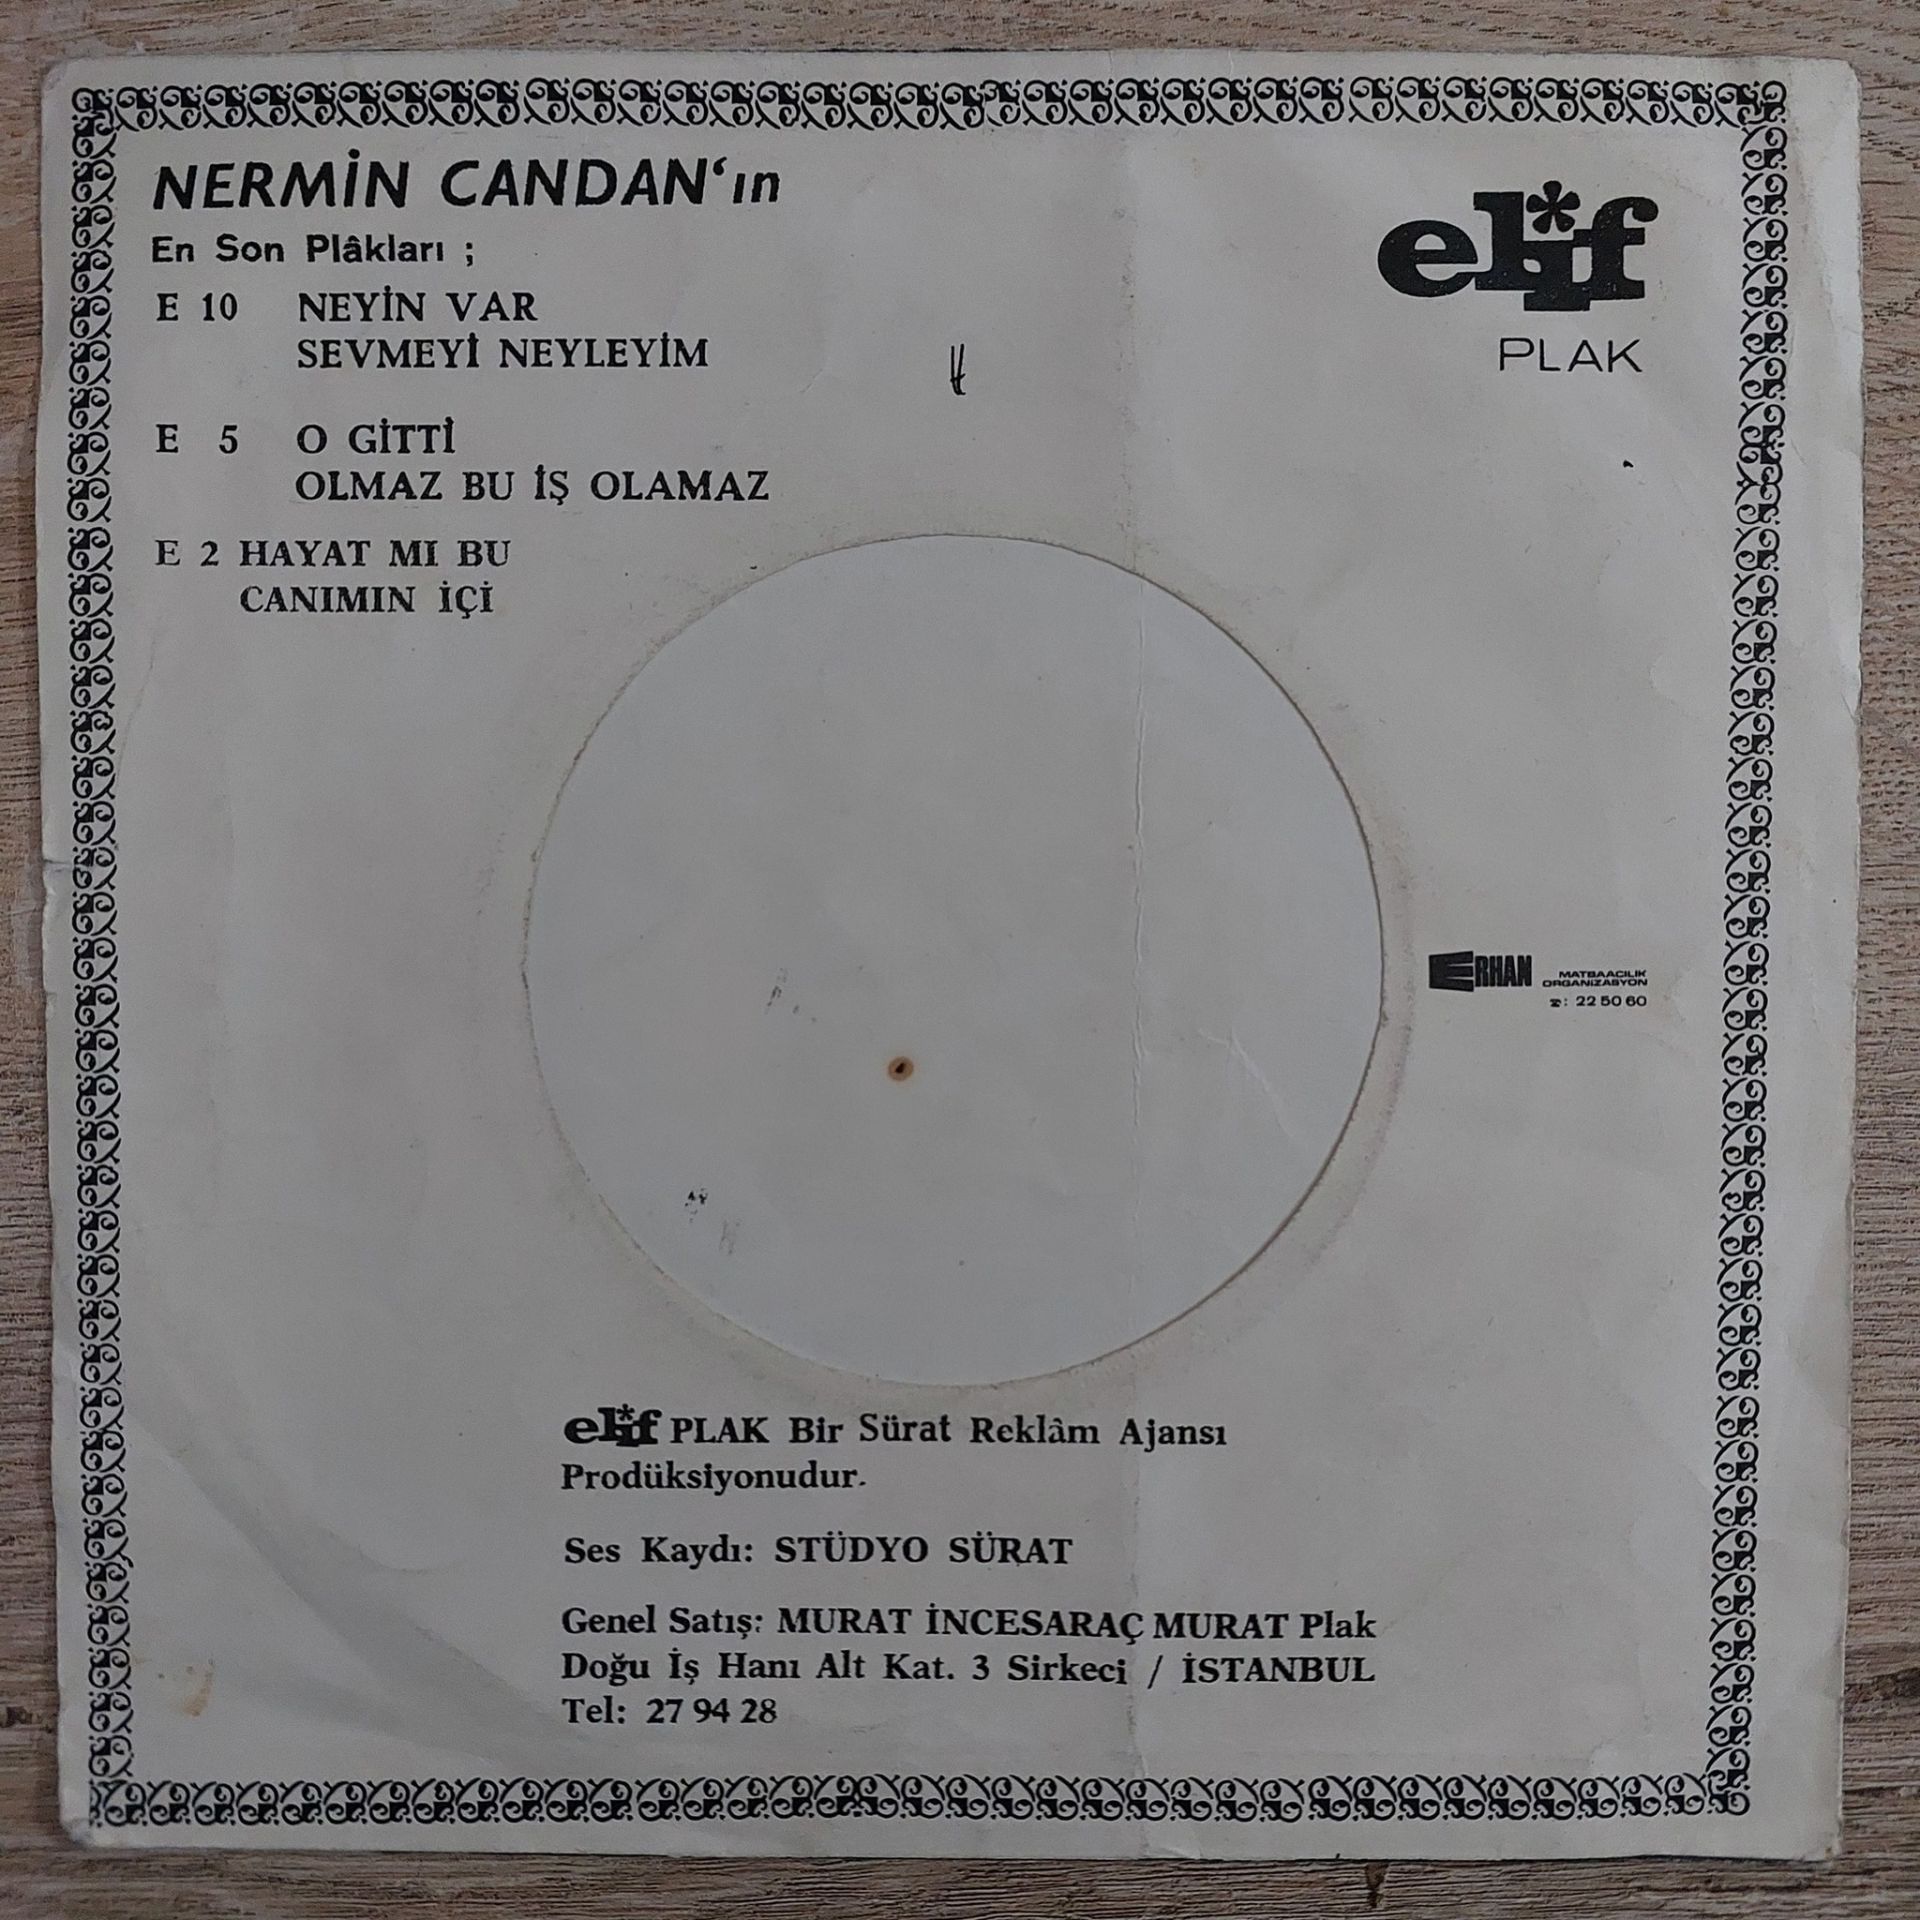 NERMİN CANDAN'ın
En Son Plâkları ;
E 10 NEYİN VAR
SEVMEYİ NEYLEYİM
E 5 O GİTTİ
OLMAZ BU İŞ OLAMAZ
E 2 HAYAT MI BU
CANIMIN İÇİ
elif
PLAK
ERHAN MATBAACILIK
ORGANIZASYON
☎: 22 50 60
elif PLAK Bir Sürat Reklâm Ajansı
Prodüksiyonudur.
Ses Kaydı: STÜDYO SÜRAT
Genel Satış: MURAT İNCESARAÇ MURAT Plak
Doğu İş Hanı Alt Kat. 3 Sirkeci / İSTANBUL
Tel: 27 94 28